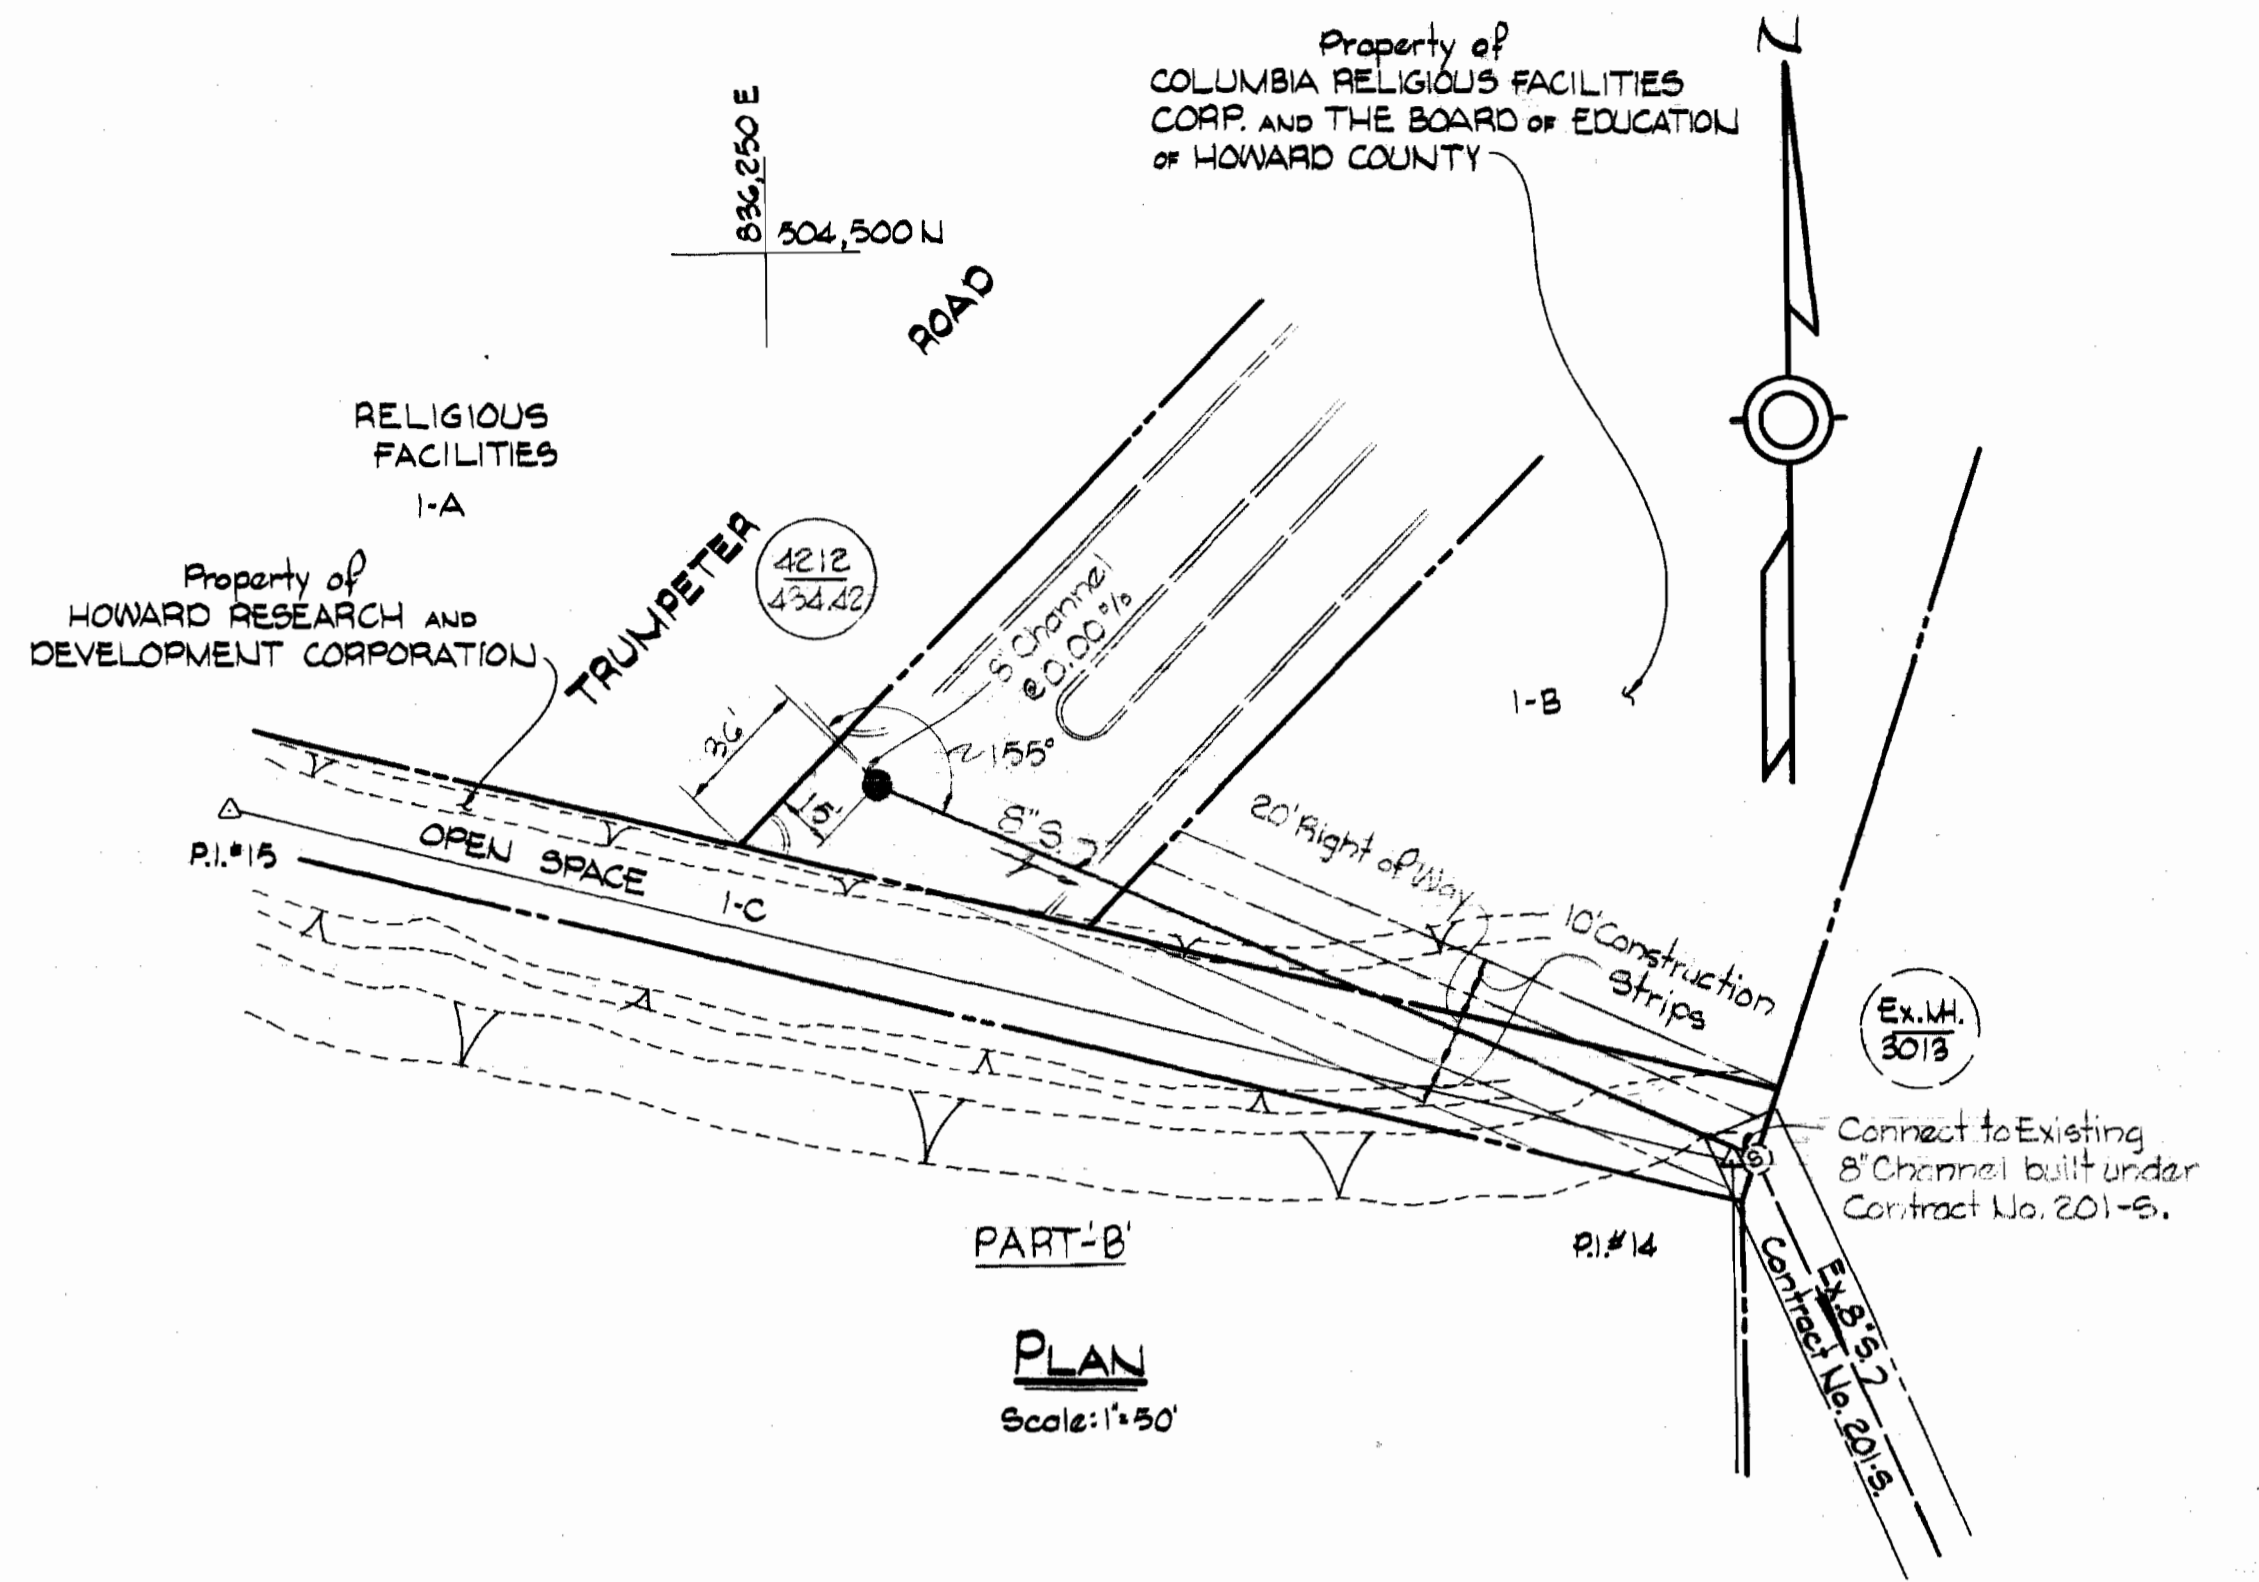 N
Property of
COLUMBIA RELIGIOUS FACILITIES
CORP. AND THE BOARD OF EDUCATION
OF HOWARD COUNTY
836,250 E
504,500 N
ROAD
RELIGIOUS
FACILITIES
1-A
TRUMPETER
4212
434.42
Property of
HOWARD RESEARCH AND
DEVELOPMENT CORPORATION
8" Channel
@ 0.00%
1-B
36'
15'
155°
8" S.
20' Right of Way
10' Construction
Strips
P.I.#15
OPEN SPACE 1-C
Ex. MH.
3013
Connect to Existing
8" Channel built under
Contract No. 201-S.
S
P.I.#14
PART-'B'
PLAN
Scale: 1"=50'
Ex. 8" S.
Contract No. 201-S.